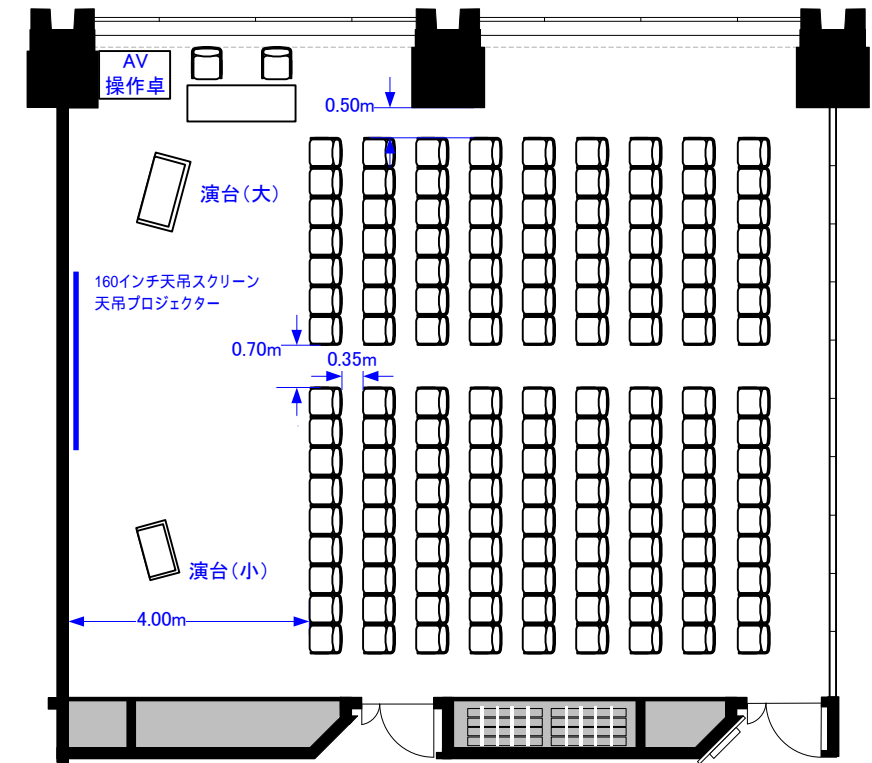 AV
操作卓
0.50m
演台(大)
160インチ天吊スクリーン
天吊プロジェクター
0.70m
0.35m
演台(小)
4.00m